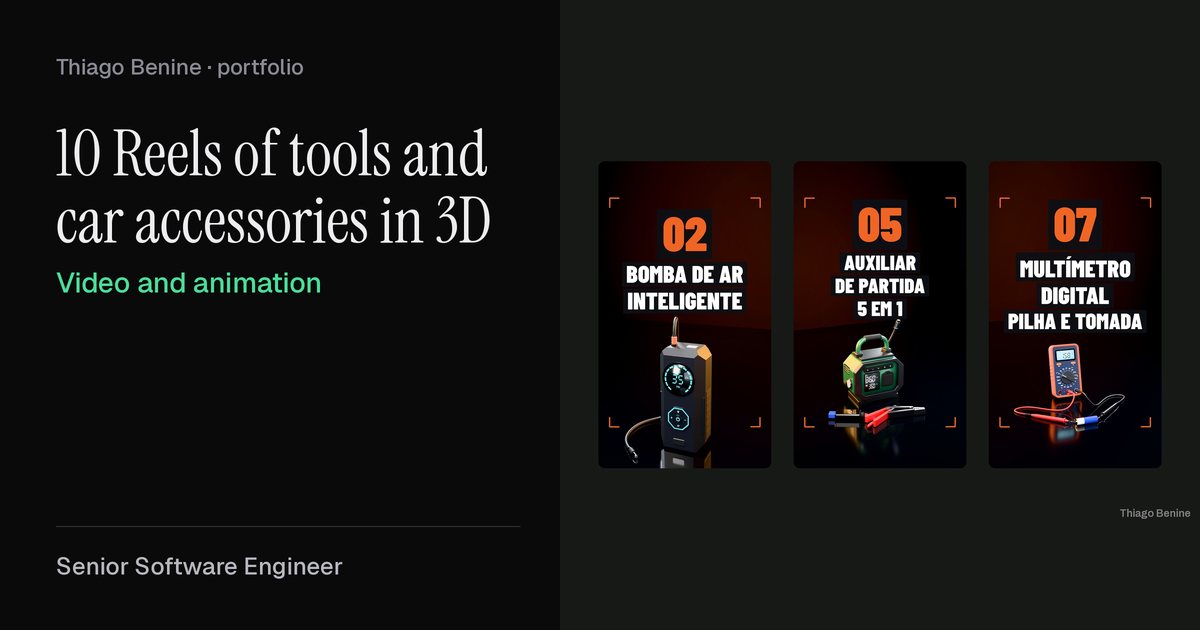 Thiago Benine · portfolio
10 Reels of tools and
car accessories in 3D
Video and animation
02
BOMBA DE AR
INTELIGENTE
35
05
AUXILIAR
DE PARTIDA
5 EM 1
07
MULTÍMETRO
DIGITAL
PILHA E TOMADA
Thiago Benine
Senior Software Engineer